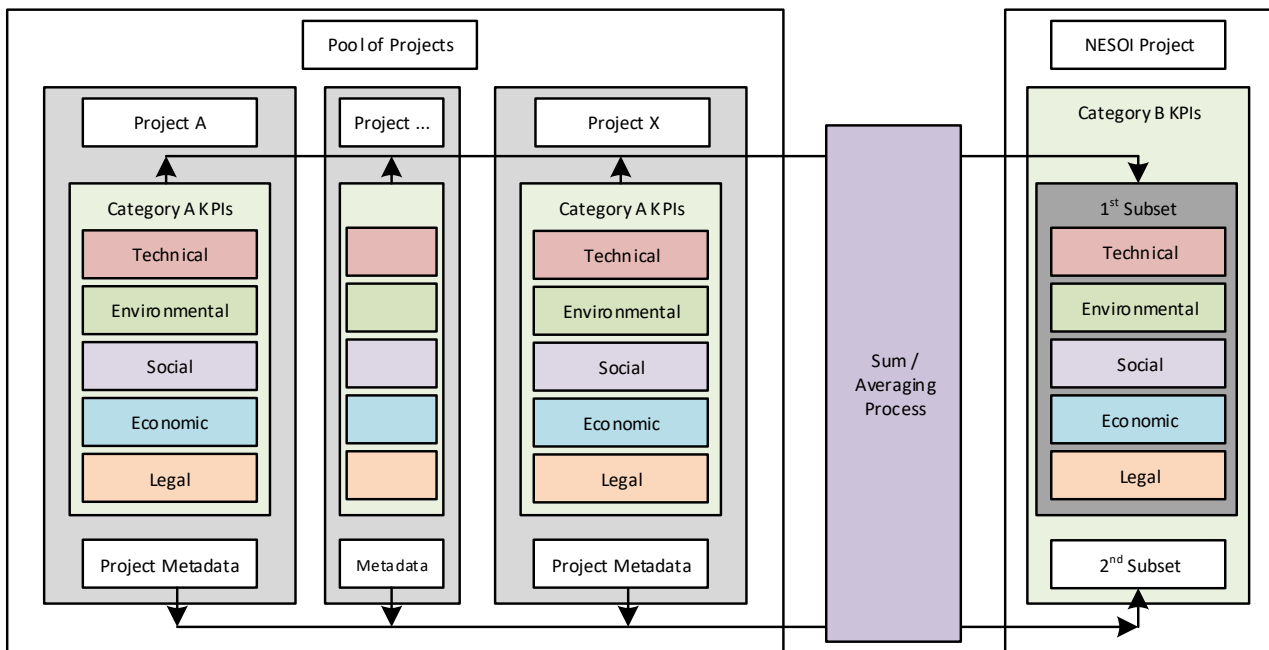 Pool of Projects
NESOI Project
Project A
Project ...
Project X
Category B KPIs
Category A KPIs
Category A KPIs
1st Subset
Technical
Technical
Technical
Environmental
Environmental
Environmental
Social
Social
Social
Sum /
Averaging
Process
Economic
Economic
Economic
Legal
Legal
Legal
Project Metadata
Metadata
Project Metadata
2nd Subset